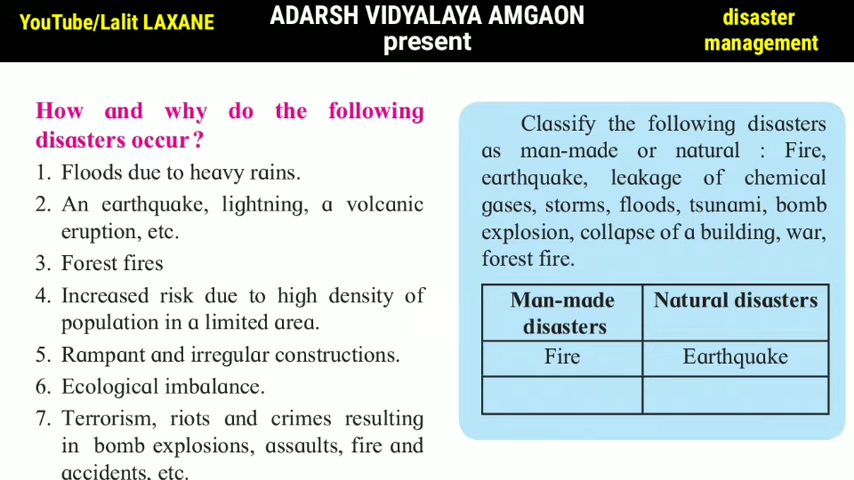 YouTube/Lalit LAXANE
ADARSH VIDYALAYA AMGAON
present
disaster
management
How and why do the following
disasters occur?
1. Floods due to heavy rains.
2. An earthquake, lightning, a volcanic
eruption, etc.
3. Forest fires
4. Increased risk due to high density of
population in a limited area.
5. Rampant and irregular constructions.
6. Ecological imbalance.
7. Terrorism, riots and crimes resulting
in bomb explosions, assaults, fire and
accidents, etc.
Classify the following disasters
as man-made or natural : Fire,
earthquake, leakage of chemical
gases, storms, floods, tsunami, bomb
explosion, collapse of a building, war,
forest fire.
Man-made
disasters
Natural disasters
Fire
Earthquake